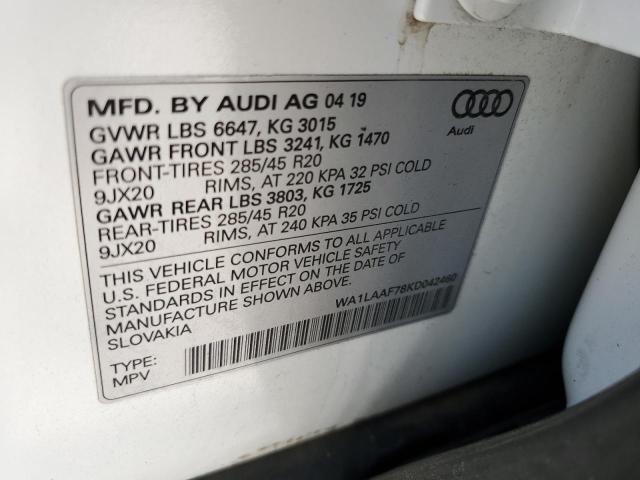 MFD. BY AUDI AG 04 19
GVWR LBS 6647, KG 3015
GAWR FRONT LBS 3241, KG 1470
FRONT-TIRES 285/45 R20
9JX20 RIMS, AT 220 KPA 32 PSI COLD
GAWR REAR LBS 3803, KG 1725
REAR-TIRES 285/45 R20
9JX20 RIMS, AT 240 KPA 35 PSI COLD
Audi
THIS VEHICLE CONFORMS TO ALL APPLICABLE
U.S. FEDERAL MOTOR VEHICLE SAFETY
STANDARDS IN EFFECT ON THE DATE OF
MANUFACTURE SHOWN ABOVE.
SLOVAKIA
WA1LAAF78KD042460
TYPE:
MPV